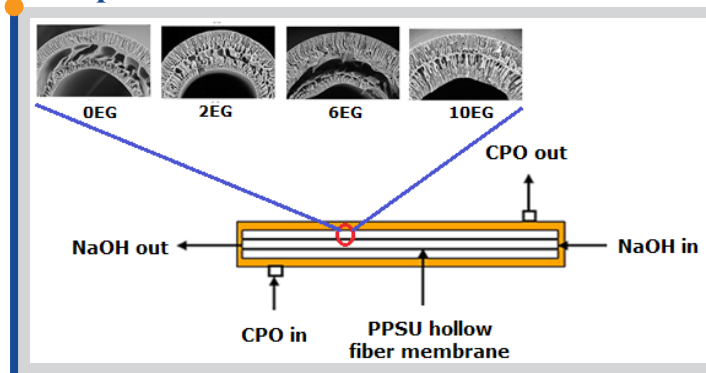 0EG
2EG
6EG
10EG
CPO out
NaOH out
NaOH in
CPO in
PPSU hollow
fiber membrane